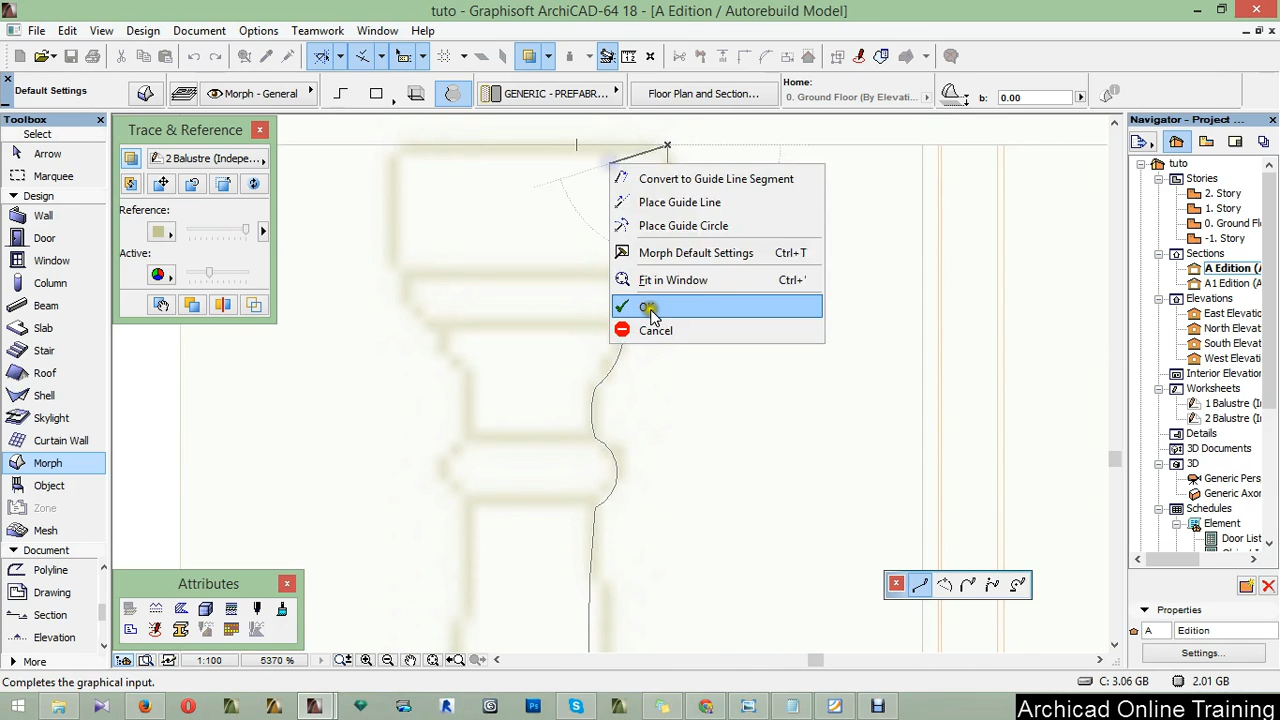 tuto - Graphisoft ArchiCAD-64 18 - [A Edition / Autorebuild Model]
File Edit View Design Document Options Teamwork Window Help
Default Settings
Morph - General
GENERIC - PREFABR...
Floor Plan and Section...
Home:
0. Ground Floor (By Elevati...
b: 0.00
Toolbox
Select
Arrow
Marquee
Design
Wall
Door
Window
Column
Beam
Slab
Stair
Roof
Shell
Skylight
Curtain Wall
Morph
Object
Zone
Mesh
Document
Polyline
Drawing
Section
Elevation
More
Trace & Reference
2 Balustre (Indepe...
Reference:
Active:
Convert to Guide Line Segment
Place Guide Line
Place Guide Circle
Morph Default Settings Ctrl+T
Fit in Window Ctrl+'
Cancel
Attributes
Navigator - Project ...
tuto
Stories
2. Story
1. Story
0. Ground Fl
-1. Story
Sections
A Edition (
A1 Edition (
Elevations
East Elevatio
North Elevat
South Elevat
West Elevati
Interior Elevatio
Worksheets
1 Balustre (I
2 Balustre (I
Details
3D Documents
3D
Generic Pers
Generic Axo
Schedules
Element
Door List
Properties
A Edition
Settings...
1:100
5370 %
Completes the graphical input.
C: 3.06 GB
2.01 GB
Archicad Online Training